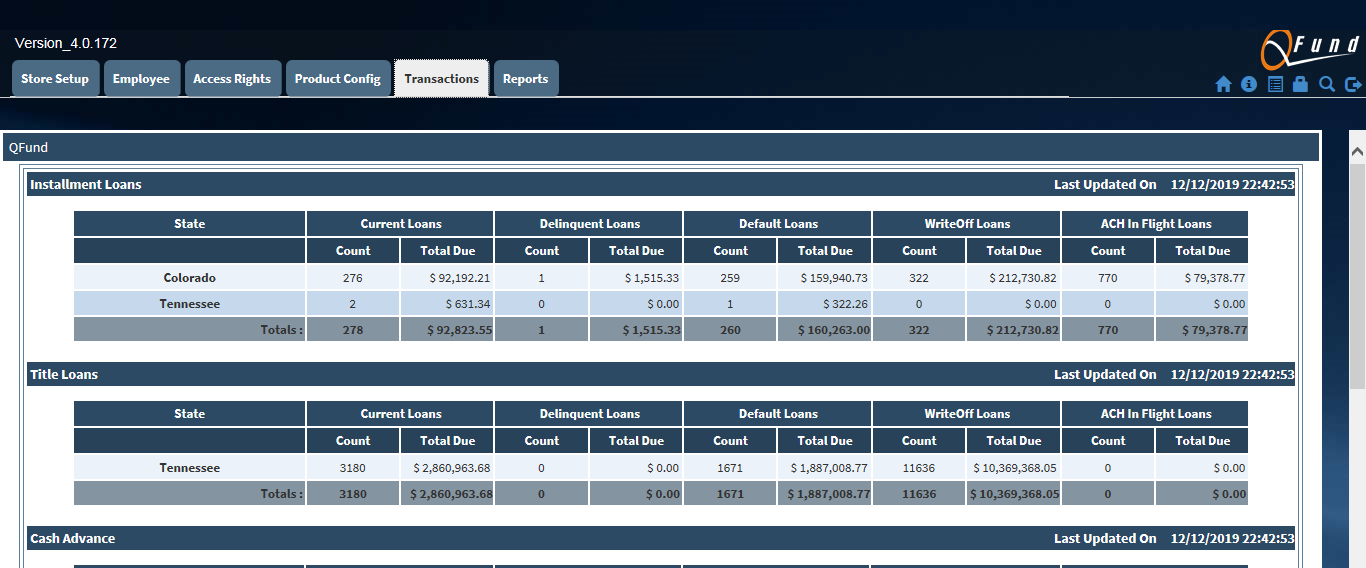 Version_4.0.172
QFund
Store Setup Employee Access Rights Product Config Transactions Reports
QFund
Installment Loans Last Updated On 12/12/2019 22:42:53
State Current Loans Delinquent Loans Default Loans WriteOff Loans ACH In Flight Loans
Count Total Due Count Total Due Count Total Due Count Total Due Count Total Due
Colorado 276 $ 92,192.21 1 $ 1,515.33 259 $ 159,940.73 322 $ 212,730.82 770 $ 79,378.77
Tennessee 2 $ 631.34 0 $ 0.00 1 $ 322.26 0 $ 0.00 0 $ 0.00
Totals : 278 $ 92,823.55 1 $ 1,515.33 260 $ 160,263.00 322 $ 212,730.82 770 $ 79,378.77
Title Loans Last Updated On 12/12/2019 22:42:53
State Current Loans Delinquent Loans Default Loans WriteOff Loans ACH In Flight Loans
Count Total Due Count Total Due Count Total Due Count Total Due Count Total Due
Tennessee 3180 $ 2,860,963.68 0 $ 0.00 1671 $ 1,887,008.77 11636 $ 10,369,368.05 0 $ 0.00
Totals : 3180 $ 2,860,963.68 0 $ 0.00 1671 $ 1,887,008.77 11636 $ 10,369,368.05 0 $ 0.00
Cash Advance Last Updated On 12/12/2019 22:42:53